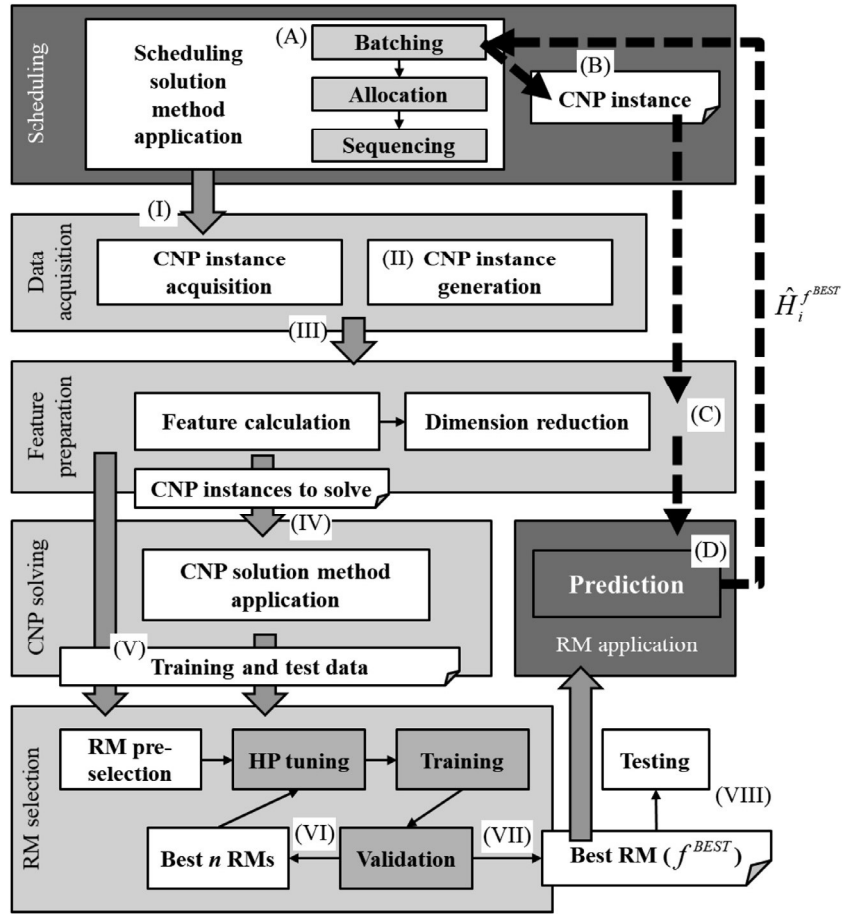 Scheduling
Scheduling
solution
method
application
(A)
Batching
Allocation
Sequencing
(B)
CNP instance
(I)
Data
acquisition
CNP instance
acquisition
(II) CNP instance
generation
(III)
Ĥ_i^{f^{BEST}}
Feature
preparation
Feature calculation
Dimension reduction
(C)
CNP instances to solve
(IV)
CNP solving
CNP solution method
application
(D)
Prediction
RM application
(V)
Training and test data
RM selection
RM pre-
selection
HP tuning
Training
Testing
(VIII)
Best n RMs
(VI)
Validation
(VII)
Best RM (f^{BEST})